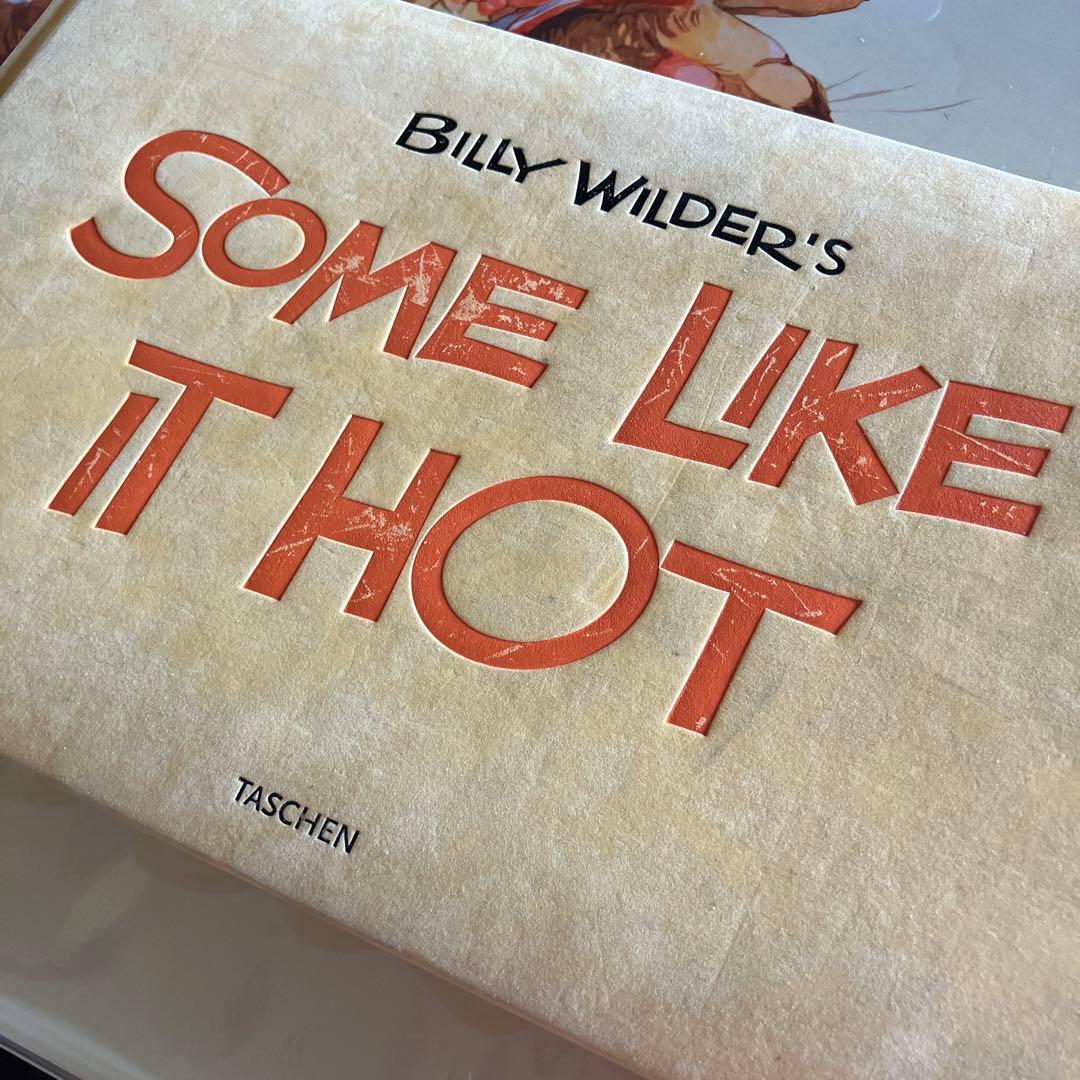 BILLY WILDER'S
SOME LIKE
IT HOT
TASCHEN